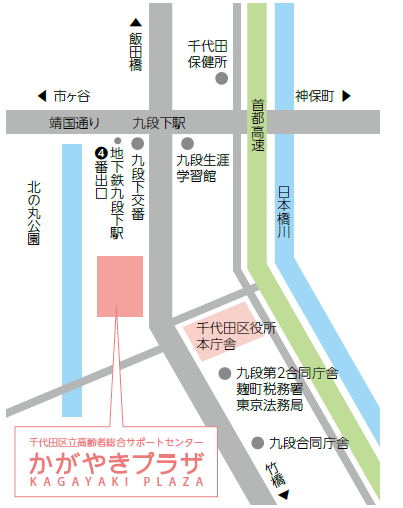 ▲飯田橋
千代田
保健所
◀ 市ヶ谷
神保町 ▶
首都高速
靖国通り
九段下駅
地下鉄九段下駅
❹番出口
九段下交番
九段生涯
学習館
北の丸公園
日本橋川
千代田区役所
本庁舎
九段第2合同庁舎
麹町税務署
東京法務局
九段合同庁舎
竹橋▼
千代田区立高齢者総合サポートセンター
かがやきプラザ
KAGAYAKI PLAZA